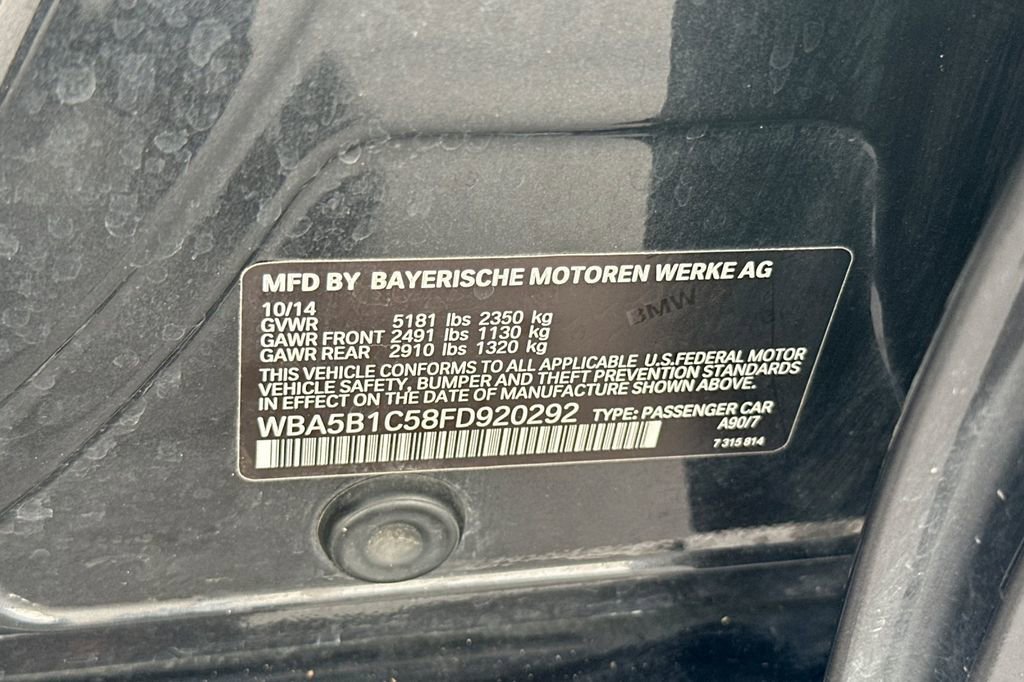 MFD BY BAYERISCHE MOTOREN WERKE AG
10/14
GVWR 5181 lbs 2350 kg
GAWR FRONT 2491 lbs 1130 kg
GAWR REAR 2910 lbs 1320 kg
BMW
THIS VEHICLE CONFORMS TO ALL APPLICABLE U.S.FEDERAL MOTOR
VEHICLE SAFETY, BUMPER AND THEFT PREVENTION STANDARDS
IN EFFECT ON THE DATE OF MANUFACTURE SHOWN ABOVE.
WBA5B1C58FD920292 TYPE: PASSENGER CAR
A90/7
7 315 814